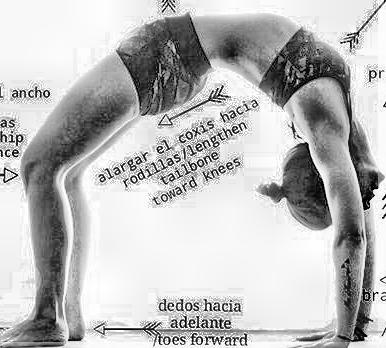 l ancho
as
hip
nce
pr
alargar el coxis hacia
rodillas/lengthen
tailbone
toward knees
bra
dedos hacia
adelante
/toes forward